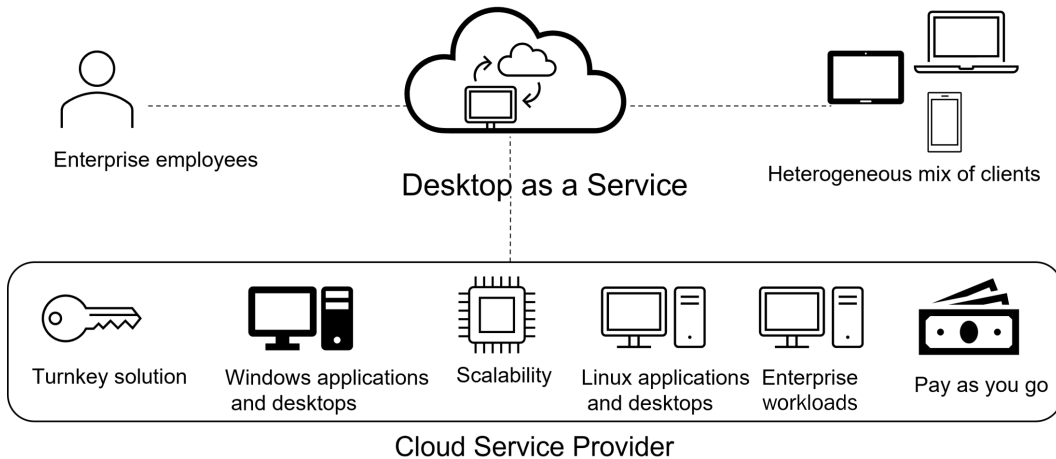 Enterprise employees
Desktop as a Service
Heterogeneous mix of clients
Turnkey solution
Windows applications
and desktops
Scalability
Linux applications
and desktops
Enterprise
workloads
Pay as you go
Cloud Service Provider